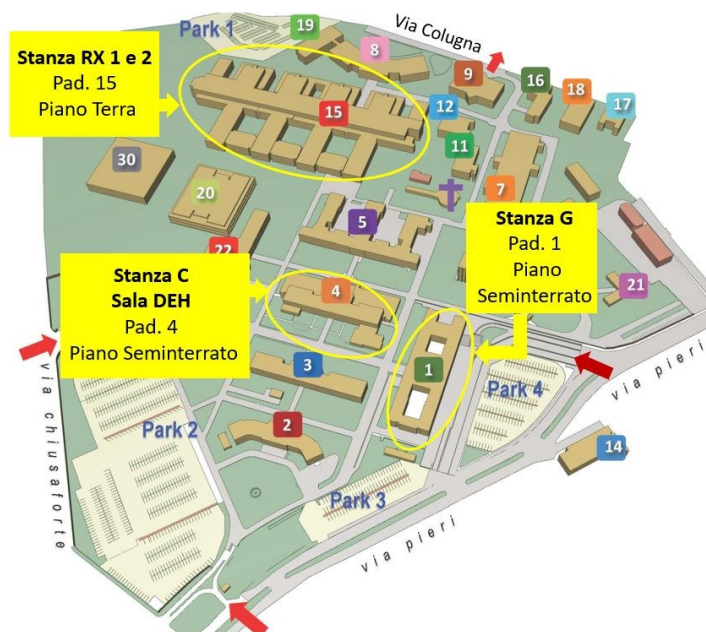 Park 1
19
8
Via Colugna
Stanza RX 1 e 2
Pad. 15
Piano Terra
9
16
18
17
15
12
11
30
20
7
5
22
Stanza G
Pad. 1
Piano
Seminterrato
Stanza C
Sala DEH
Pad. 4
Piano Seminterrato
4
21
3
1
Park 4
via pieri
via chiusaforte
Park 2
2
14
Park 3
via pieri